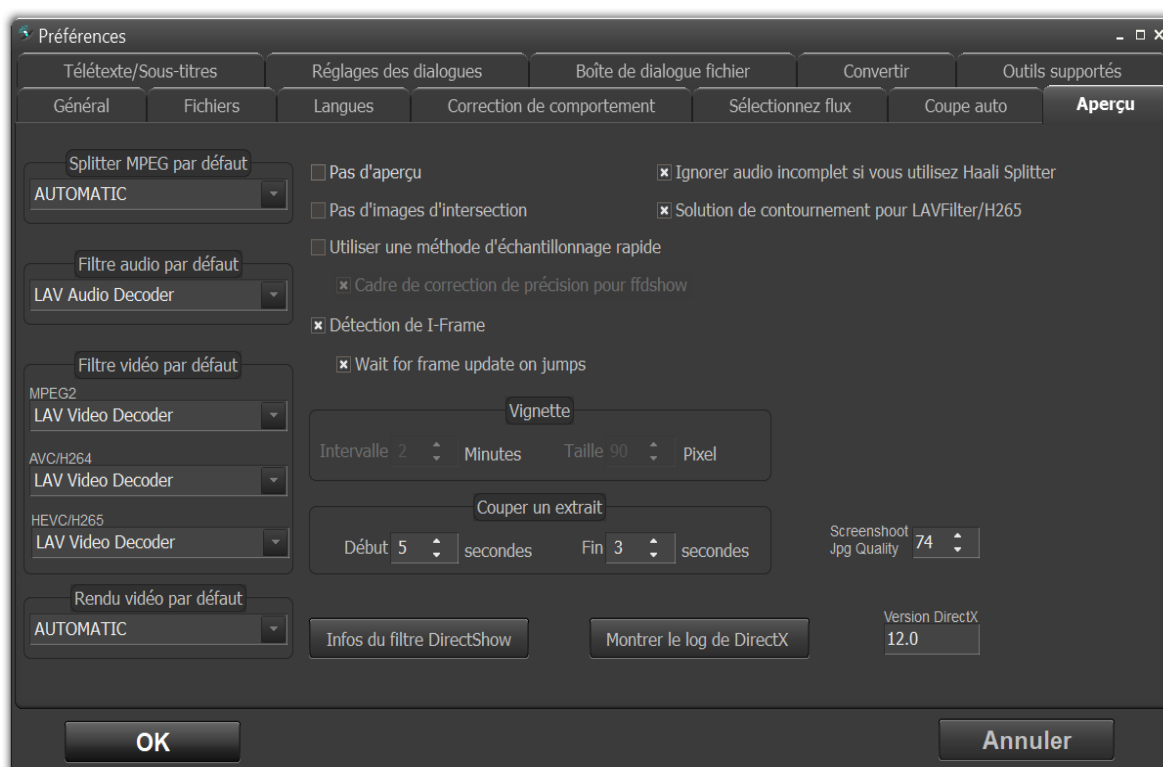 Préférences
Télétexte/Sous-titres
Réglages des dialogues
Boîte de dialogue fichier
Convertir
Outils supportés
Général
Fichiers
Langues
Correction de comportement
Sélectionnez flux
Coupe auto
Aperçu
Splitter MPEG par défaut
AUTOMATIC
Filtre audio par défaut
LAV Audio Decoder
Filtre vidéo par défaut
MPEG2
LAV Video Decoder
AVC/H264
LAV Video Decoder
HEVC/H265
LAV Video Decoder
Rendu vidéo par défaut
AUTOMATIC
Pas d'aperçu
Ignorer audio incomplet si vous utilisez Haali Splitter
Pas d'images d'intersection
Solution de contournement pour LAVFilter/H265
Utiliser une méthode d'échantillonnage rapide
Cadre de correction de précision pour ffdshow
Détection de I-Frame
Wait for frame update on jumps
Vignette
Intervalle 2 Minutes Taille 90 Pixel
Couper un extrait
Début 5 secondes Fin 3 secondes
Screenshoot
Jpg Quality
74
Infos du filtre DirectShow
Montrer le log de DirectX
Version DirectX
12.0
OK
Annuler